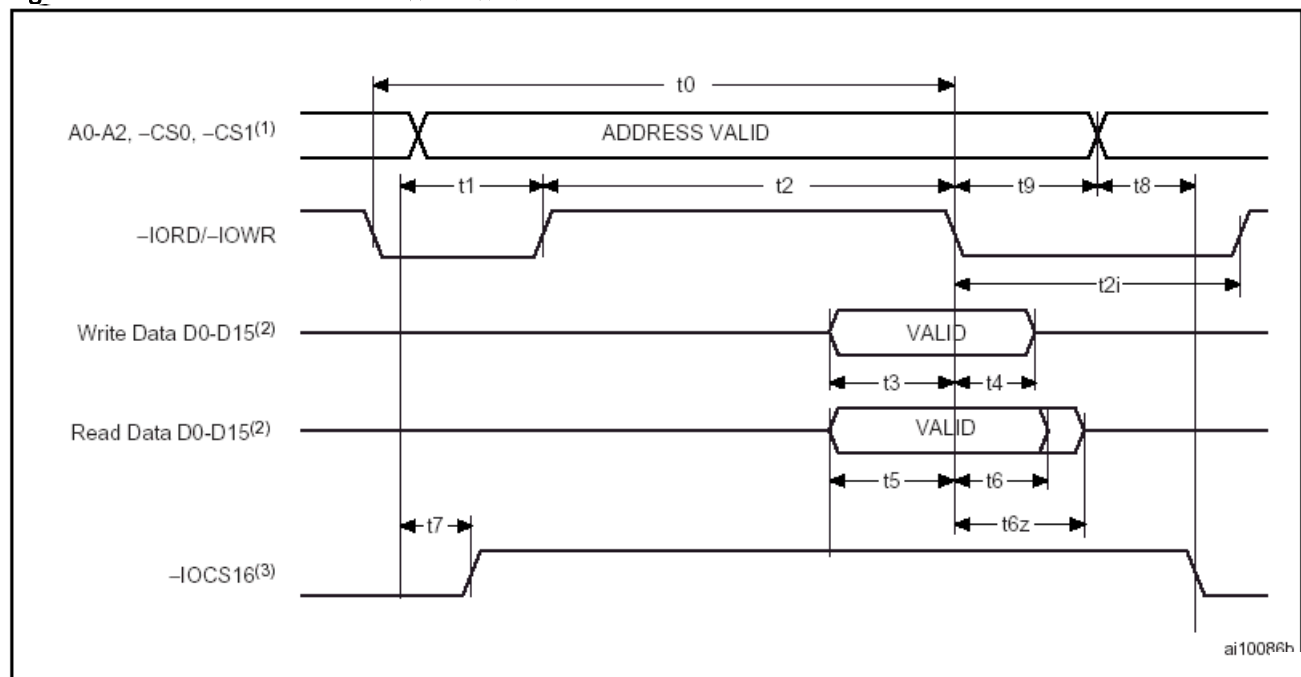 t0
A0-A2, –CS0, –CS1(1)
ADDRESS VALID
t1
t2
t9
t8
–IORD/–IOWR
t2i
Write Data D0-D15(2)
VALID
t3
t4
Read Data D0-D15(2)
VALID
t5
t6
t7
t6z
–IOCS16(3)
ai10086b